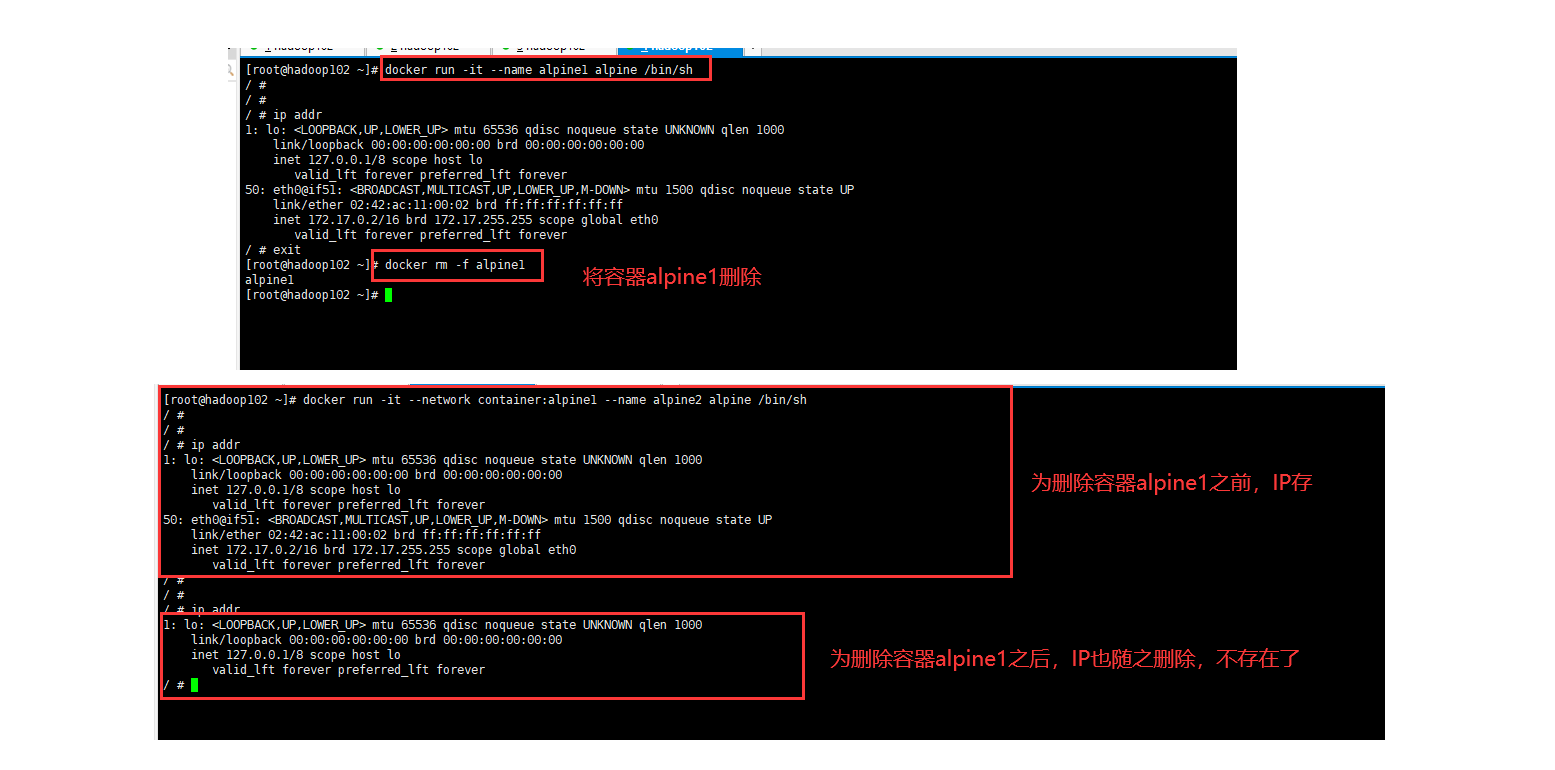 [root@hadoop102 ~]# docker run -it --name alpine1 alpine /bin/sh
/ #
/ #
/ # ip addr
1: lo: <LOOPBACK,UP,LOWER_UP> mtu 65536 qdisc noqueue state UNKNOWN qlen 1000
    link/loopback 00:00:00:00:00:00 brd 00:00:00:00:00:00
    inet 127.0.0.1/8 scope host lo
       valid_lft forever preferred_lft forever
50: eth0@if51: <BROADCAST,MULTICAST,UP,LOWER_UP,M-DOWN> mtu 1500 qdisc noqueue state UP
    link/ether 02:42:ac:11:00:02 brd ff:ff:ff:ff:ff:ff
    inet 172.17.0.2/16 brd 172.17.255.255 scope global eth0
       valid_lft forever preferred_lft forever
/ # exit
[root@hadoop102 ~]# docker rm -f alpine1
将容器alpine1删除
alpine1
[root@hadoop102 ~]#
[root@hadoop102 ~]# docker run -it --network container:alpine1 --name alpine2 alpine /bin/sh
/ #
/ #
/ # ip addr
1: lo: <LOOPBACK,UP,LOWER_UP> mtu 65536 qdisc noqueue state UNKNOWN qlen 1000
    link/loopback 00:00:00:00:00:00 brd 00:00:00:00:00:00
    inet 127.0.0.1/8 scope host lo
       valid_lft forever preferred_lft forever
50: eth0@if51: <BROADCAST,MULTICAST,UP,LOWER_UP,M-DOWN> mtu 1500 qdisc noqueue state UP
    link/ether 02:42:ac:11:00:02 brd ff:ff:ff:ff:ff:ff
    inet 172.17.0.2/16 brd 172.17.255.255 scope global eth0
       valid_lft forever preferred_lft forever
为删除容器alpine1之前，IP存
/ #
/ #
/ # ip addr
1: lo: <LOOPBACK,UP,LOWER_UP> mtu 65536 qdisc noqueue state UNKNOWN qlen 1000
    link/loopback 00:00:00:00:00:00 brd 00:00:00:00:00:00
    inet 127.0.0.1/8 scope host lo
       valid_lft forever preferred_lft forever
/ #
为删除容器alpine1之后，IP也随之删除，不存在了